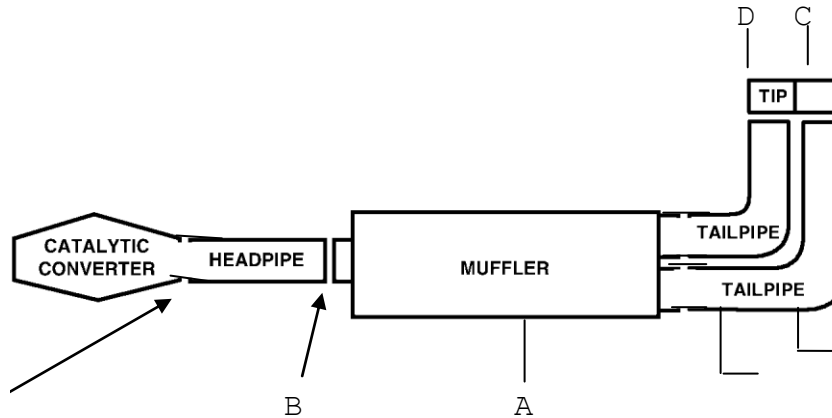 D C
TIP
TAILPIPE
CATALYTIC
CONVERTER
HEADPIPE
MUFFLER
TAILPIPE
B A